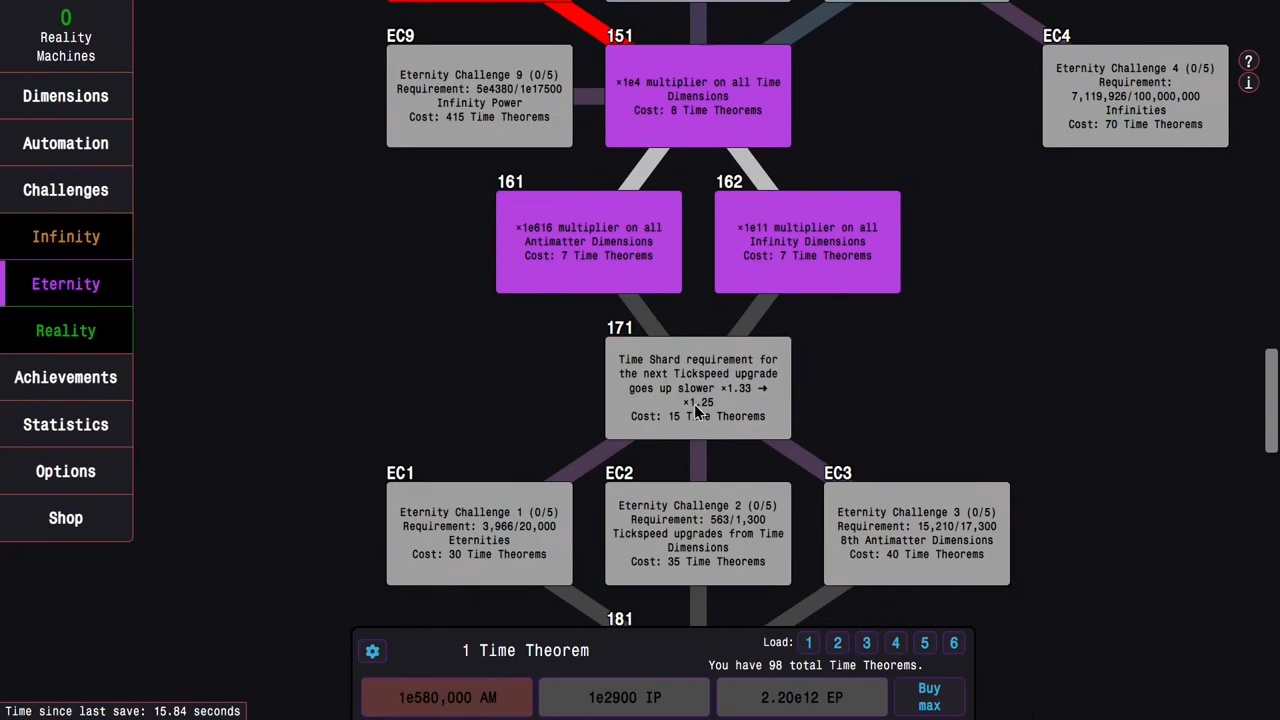 0
Reality
Machines
Dimensions
Automation
Challenges
Infinity
Eternity
Reality
Achievements
Statistics
Options
Shop
EC9
Eternity Challenge 9 (0/5)
Requirement: 5e4380/1e17500
Infinity Power
Cost: 415 Time Theorems
151
×1e4 multiplier on all Time
Dimensions
Cost: 8 Time Theorems
EC4
Eternity Challenge 4 (0/5)
Requirement:
7,119,926/100,000,000
Infinities
Cost: 70 Time Theorems
?
i
161
×1e616 multiplier on all
Antimatter Dimensions
Cost: 7 Time Theorems
162
×1e11 multiplier on all
Infinity Dimensions
Cost: 7 Time Theorems
171
Time Shard requirement for
the next Tickspeed upgrade
goes up slower ×1.33 ➜
×1.25
Cost: 15 Time Theorems
EC1
Eternity Challenge 1 (0/5)
Requirement: 3,966/20,000
Eternities
Cost: 30 Time Theorems
EC2
Eternity Challenge 2 (0/5)
Requirement: 563/1,300
Tickspeed upgrades from Time
Dimensions
Cost: 35 Time Theorems
EC3
Eternity Challenge 3 (0/5)
Requirement: 15,210/17,300
8th Antimatter Dimensions
Cost: 40 Time Theorems
181
1 Time Theorem
Load: 1 2 3 4 5 6
You have 98 total Time Theorems.
1e580,000 AM
1e2900 IP
2.20e12 EP
Buy
max
Time since last save: 15.84 seconds